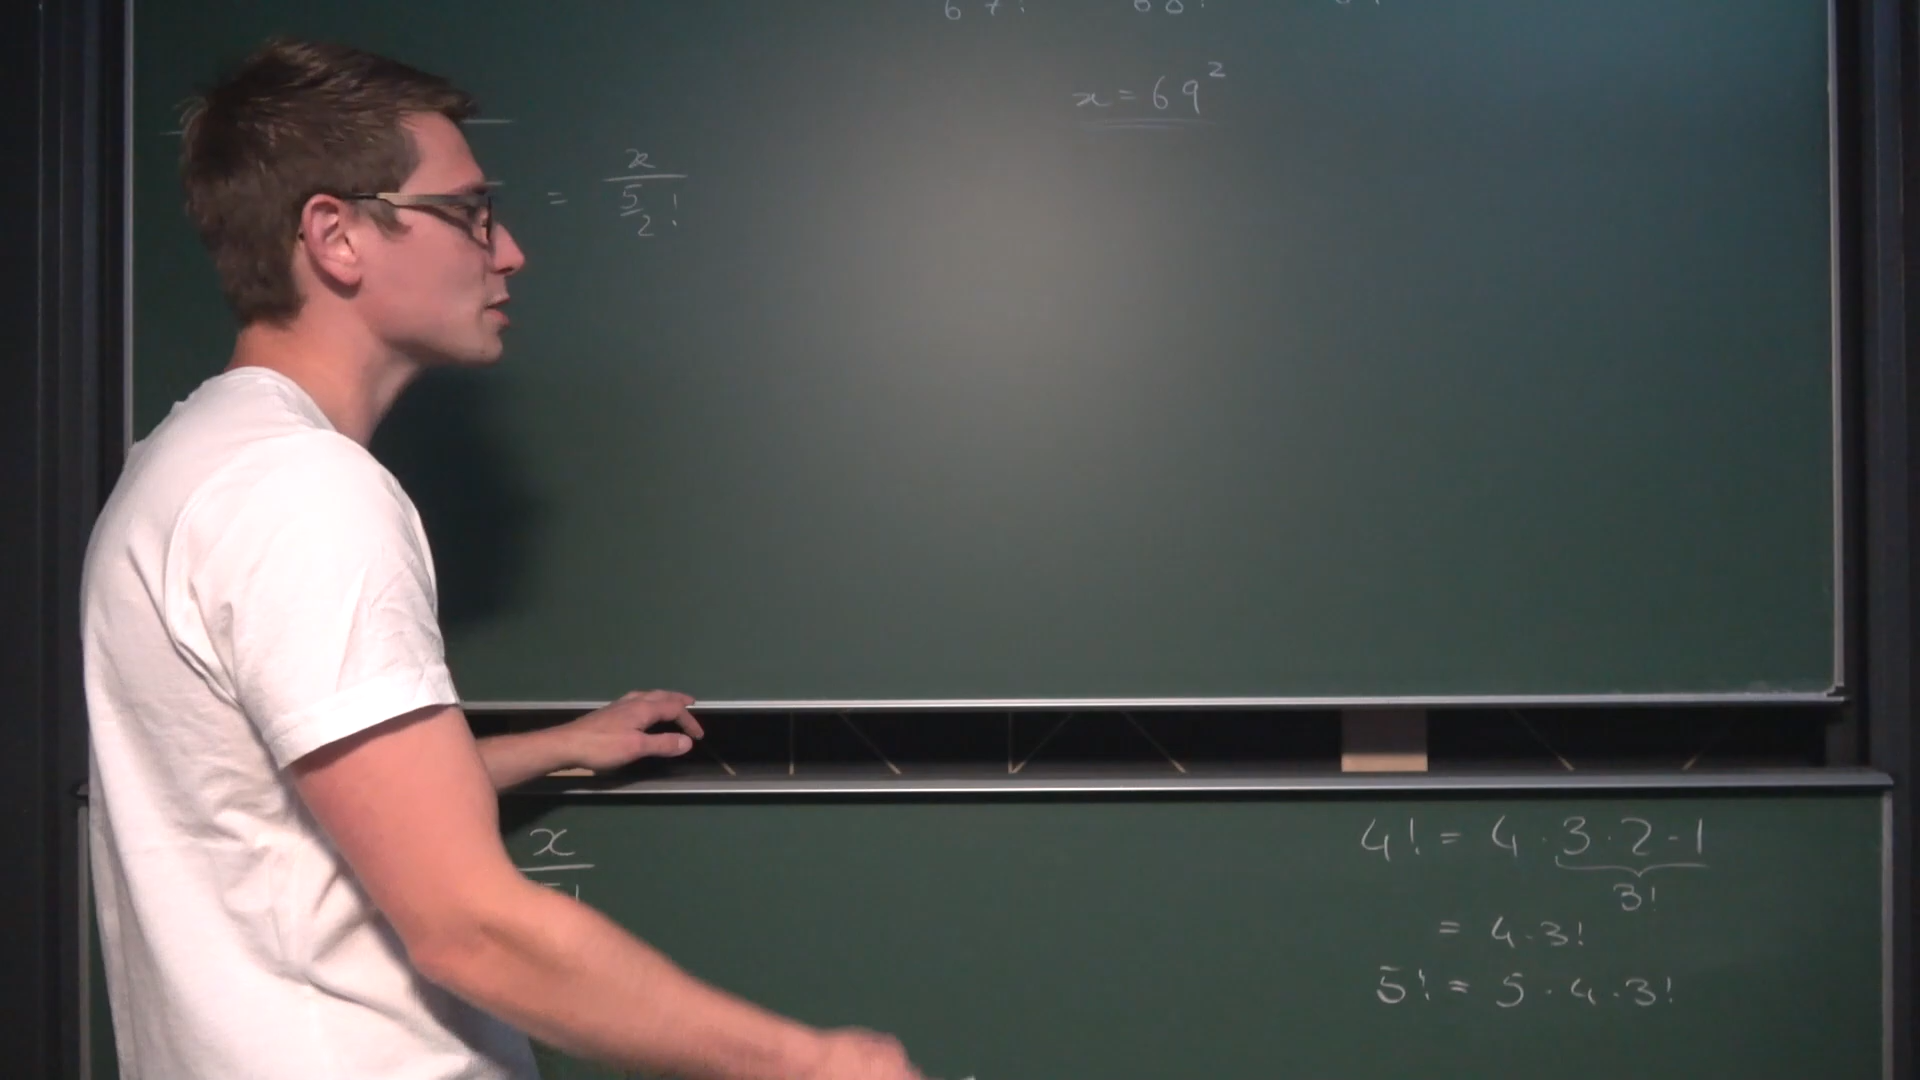 x = 69²
= x / (5/2!)
x
4! = 4 · 3 · 2 · 1
3!
= 4 · 3!
5! = 5 · 4 · 3!